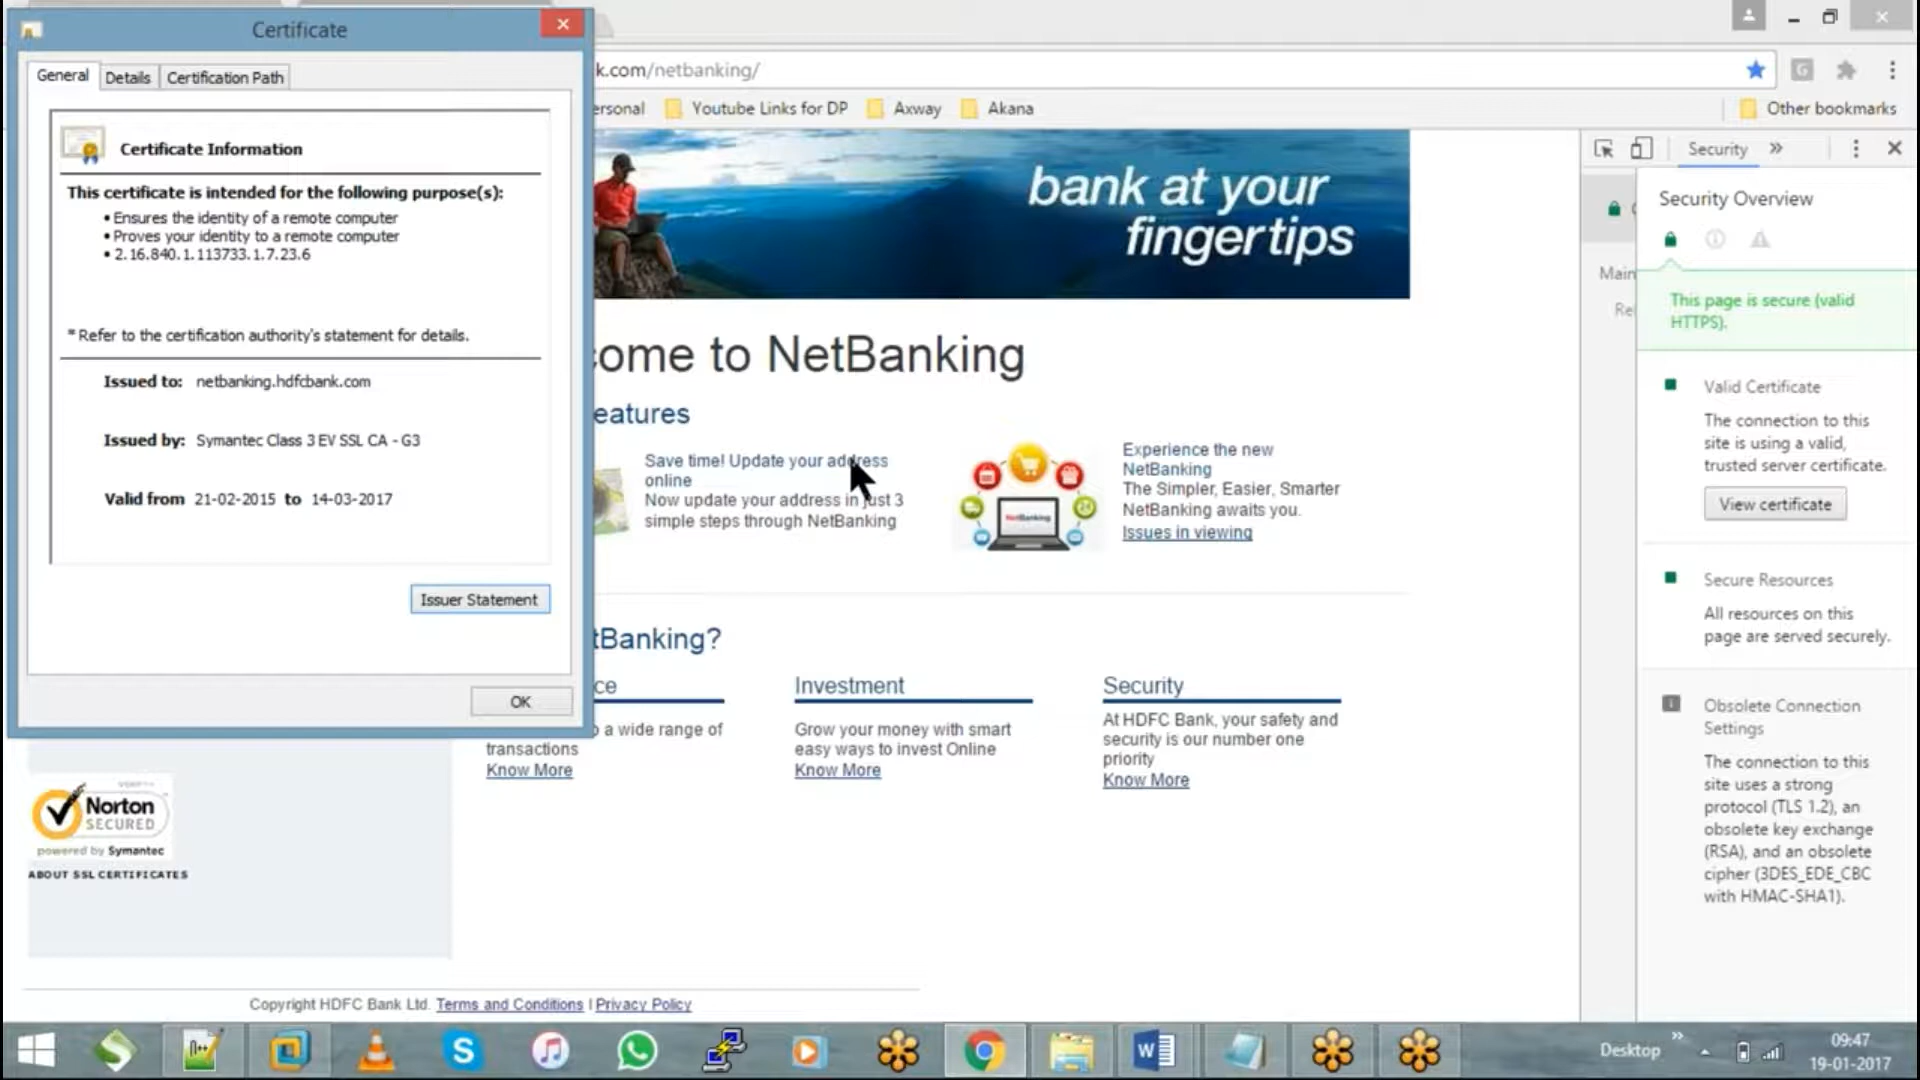 Certificate
General
Details
Certification Path
Certificate Information
This certificate is intended for the following purpose(s):
• Ensures the identity of a remote computer
• Proves your identity to a remote computer
• 2.16.840.1.113733.1.7.23.6
* Refer to the certification authority's statement for details.
Issued to: netbanking.hdfcbank.com
Issued by: Symantec Class 3 EV SSL CA - G3
Valid from 21-02-2015 to 14-03-2017
Issuer Statement
OK
k.com/netbanking/
ersonal
Youtube Links for DP
Axway
Akana
Other bookmarks
bank at your
fingertips
come to NetBanking
eatures
Save time! Update your address
online
Now update your address in just 3
simple steps through NetBanking
NetBanking
Experience the new
NetBanking
The Simpler, Easier, Smarter
NetBanking awaits you.
Issues in viewing
tBanking?
ce
a wide range of
transactions
Know More
Investment
Grow your money with smart
easy ways to invest Online
Know More
Security
At HDFC Bank, your safety and
security is our number one
priority
Know More
Norton
SECURED
powered by Symantec
ABOUT SSL CERTIFICATES
Copyright HDFC Bank Ltd. Terms and Conditions | Privacy Policy
Security
»
Main
Re
Security Overview
This page is secure (valid
HTTPS).
Valid Certificate
The connection to this
site is using a valid,
trusted server certificate.
View certificate
Secure Resources
All resources on this
page are served securely.
Obsolete Connection
Settings
The connection to this
site uses a strong
protocol (TLS 1.2), an
obsolete key exchange
(RSA), and an obsolete
cipher (3DES_EDE_CBC
with HMAC-SHA1).
Desktop
»
09:47
19-01-2017